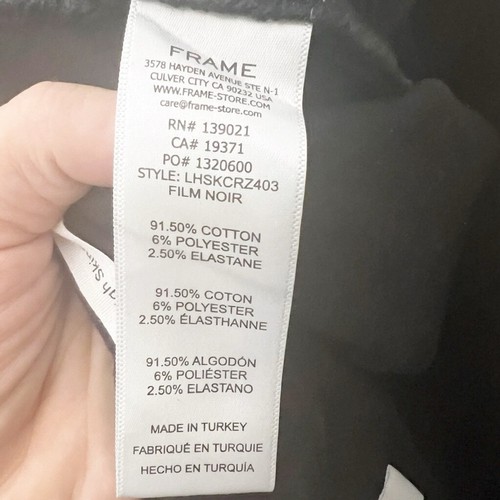 FRAME
3578 HAYDEN AVENUE STE N-1
CULVER CITY CA 90232 USA
WWW.FRAME-STORE.COM
care@frame-store.com
RN# 139021
CA# 19371
PO# 1320600
STYLE: LHSKCRZ403
FILM NOIR
91.50% COTTON
6% POLYESTER
2.50% ELASTANE
91.50% COTON
6% POLYESTER
2.50% ÉLASTHANNE
91.50% ALGODÓN
6% POLIÉSTER
2.50% ELASTANO
MADE IN TURKEY
FABRIQUÉ EN TURQUIE
HECHO EN TURQUÍA